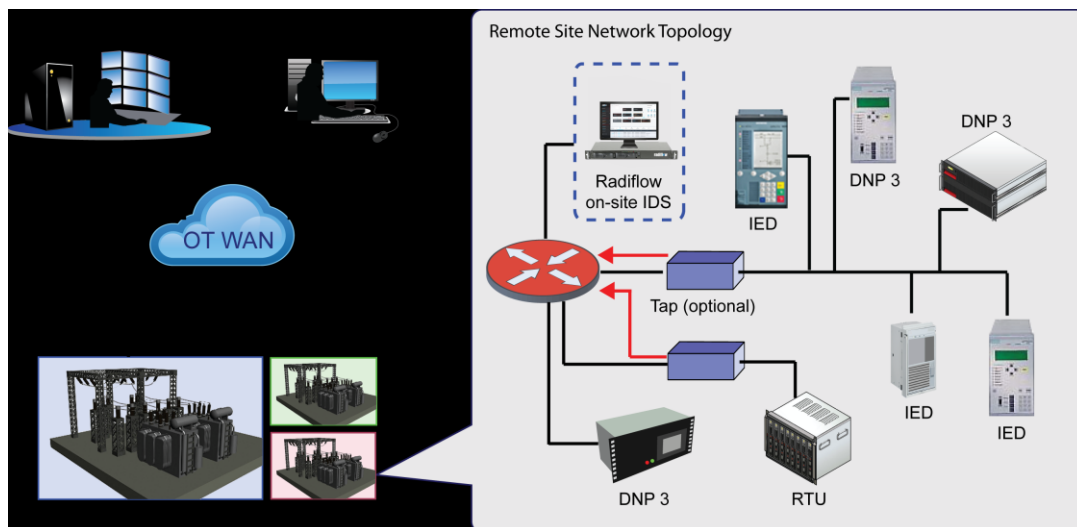 Remote Site Network Topology
DNP 3
DNP 3
Radiflow
on-site IDS
IED
OT WAN
Tap (optional)
IED
IED
DNP 3
RTU